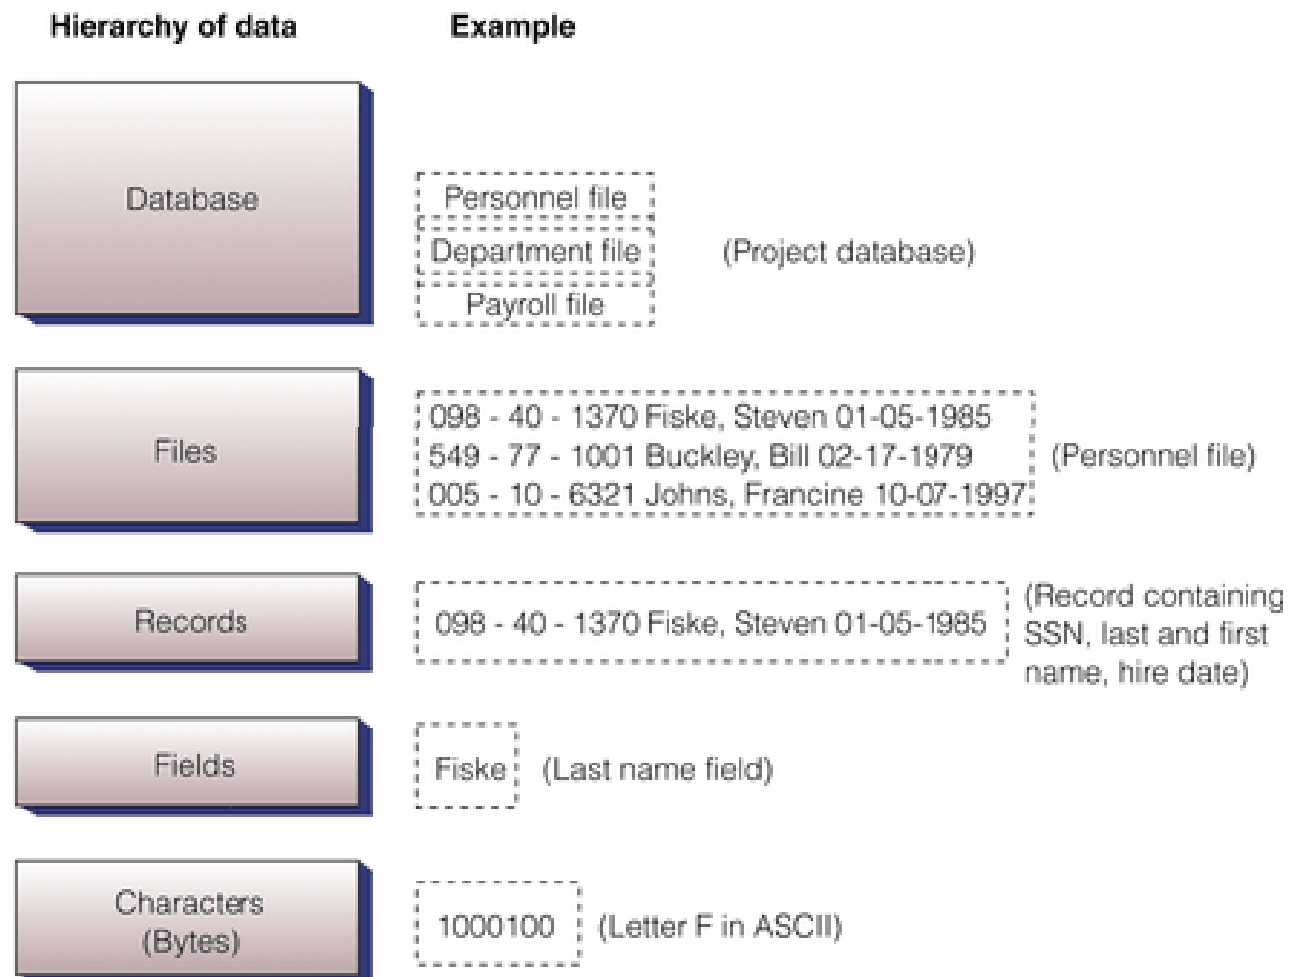 Hierarchy of data
Example
Database
Personnel file
Department file
(Project database)
Payroll file
Files
098 - 40 - 1370 Fiske, Steven 01-05-1985
549 - 77 - 1001 Buckley, Bill 02-17-1979
005 - 10 - 6321 Johns, Francine 10-07-1997
(Personnel file)
Records
098 - 40 - 1370 Fiske, Steven 01-05-1985
(Record containing
SSN, last and first
name, hire date)
Fields
Fiske
(Last name field)
Characters
(Bytes)
1000100
(Letter F in ASCII)